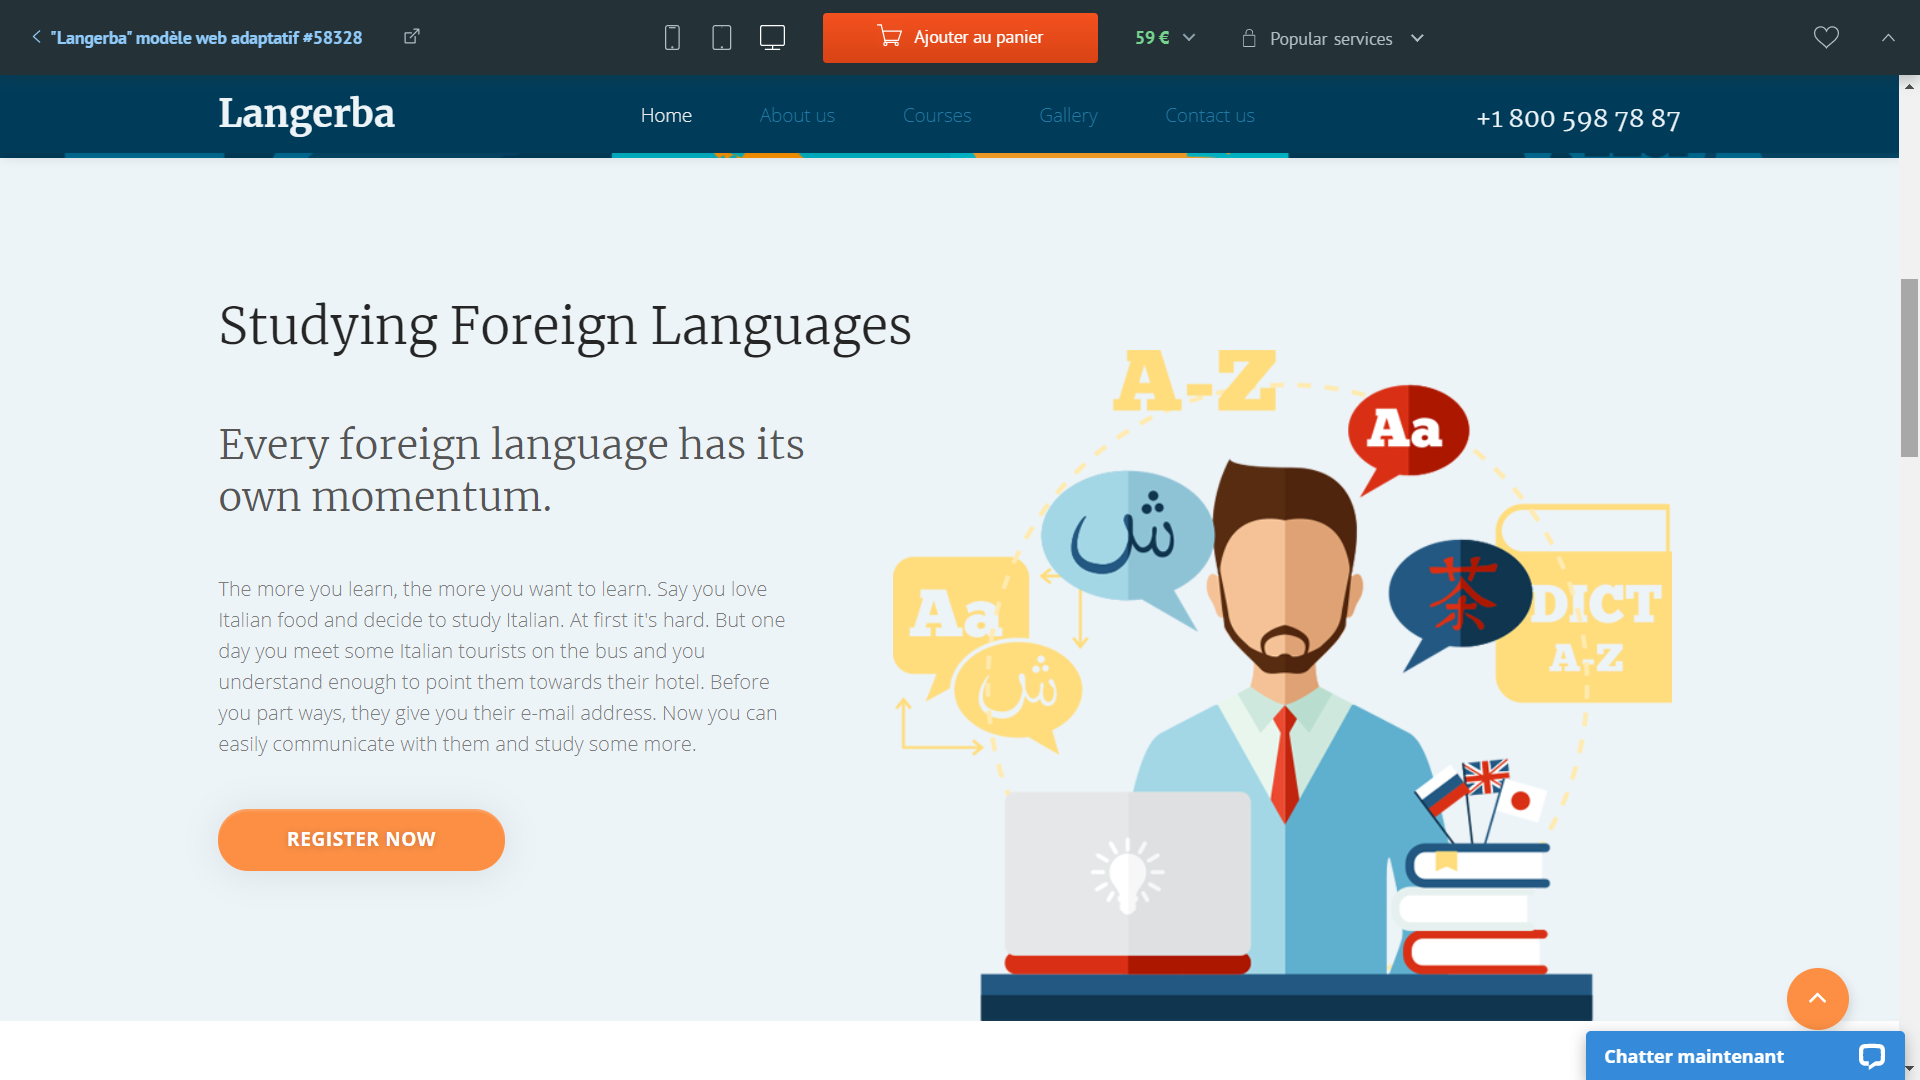 "Langerba" modèle web adaptatif #58328
Ajouter au panier
59 €
Popular services
Langerba
Home
About us
Courses
Gallery
Contact us
+1 800 598 78 87
Studying Foreign Languages
Every foreign language has its
own momentum.
The more you learn, the more you want to learn. Say you love
Italian food and decide to study Italian. At first it's hard. But one
day you meet some Italian tourists on the bus and you
understand enough to point them towards their hotel. Before
you part ways, they give you their e-mail address. Now you can
easily communicate with them and study some more.
REGISTER NOW
A-Z
Aa
ش
茶
Aa
ش
DICT
A-Z
Chatter maintenant